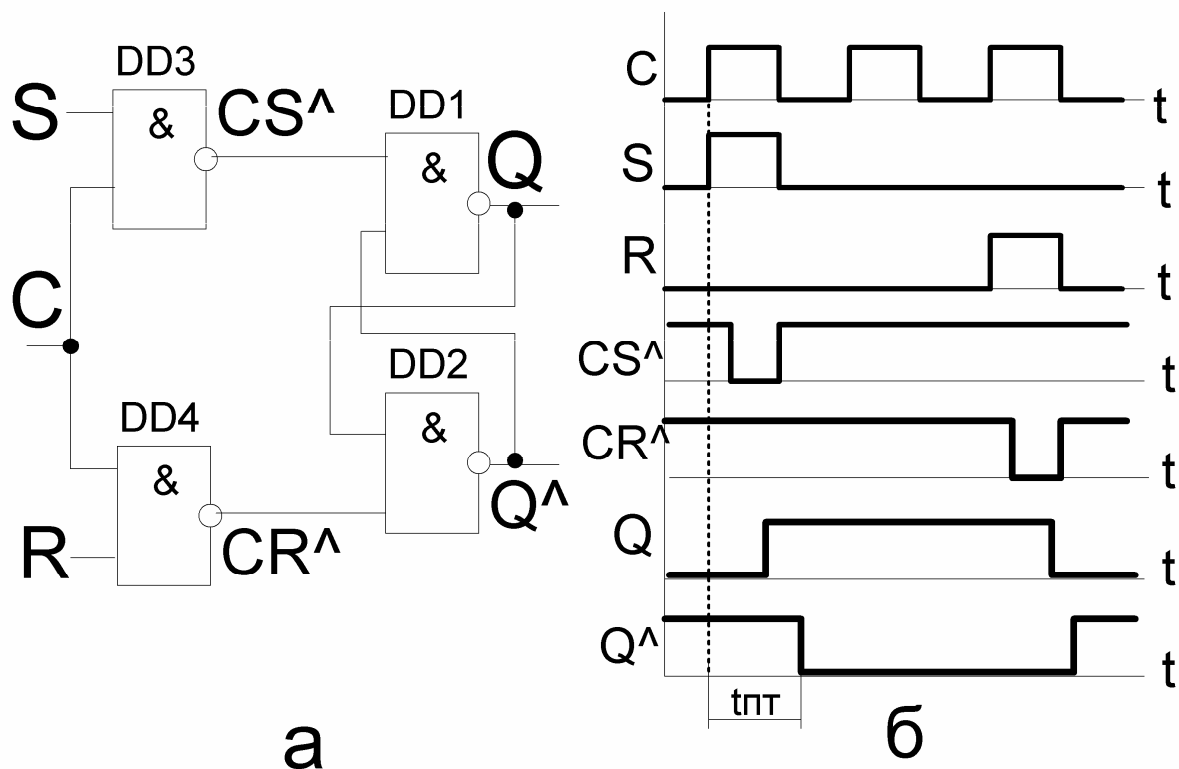 DD3
S
&
CS^
DD1
&
Q
C
DD4
&
R
CR^
DD2
&
Q^
а
C
t
S
t
R
t
CS^
t
CR^
t
Q
t
Q^
t
tпт
б